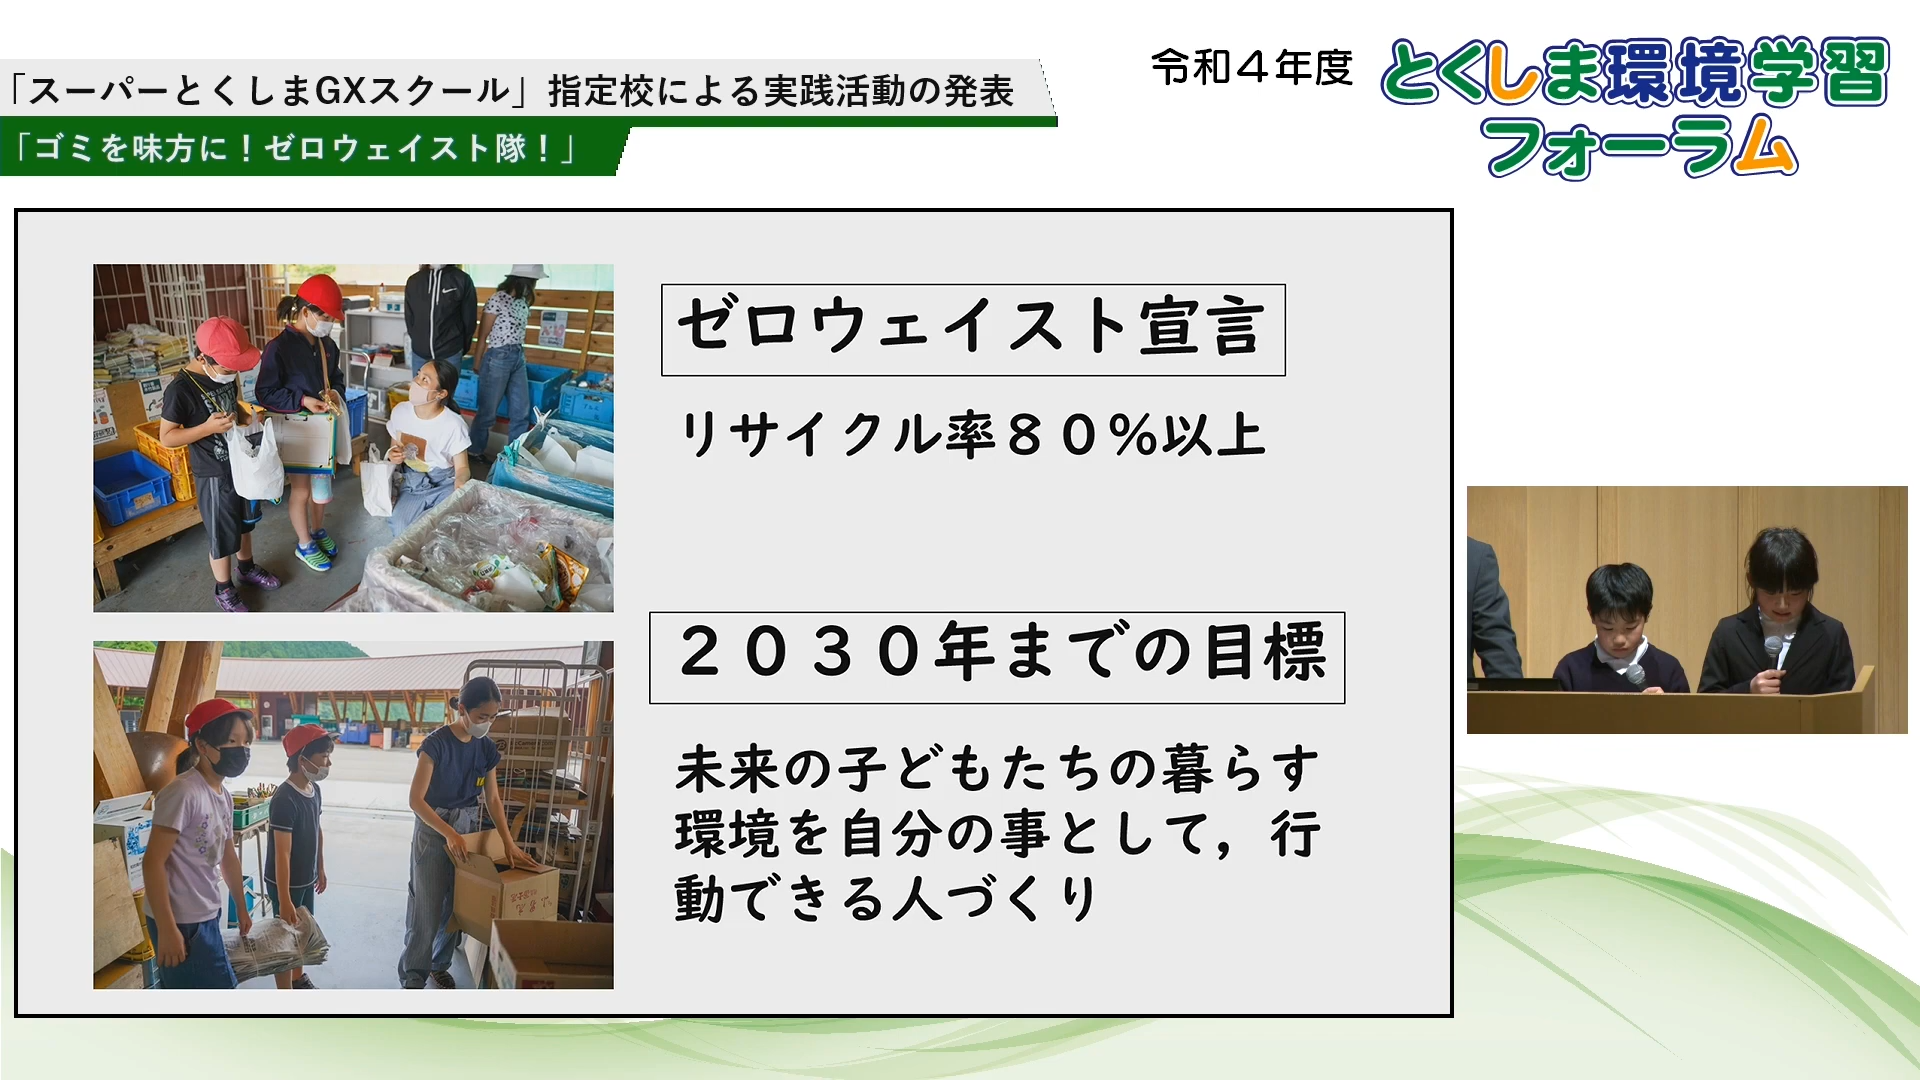 「スーパーとくしまGXスクール」指定校による実践活動の発表
「ゴミを味方に！ゼロウェイスト隊！」
令和４年度
とくしま環境学習
フォーラム
ゼロウェイスト宣言
リサイクル率８０％以上
２０３０年までの目標
未来の子どもたちの暮らす
環境を自分の事として，行
動できる人づくり